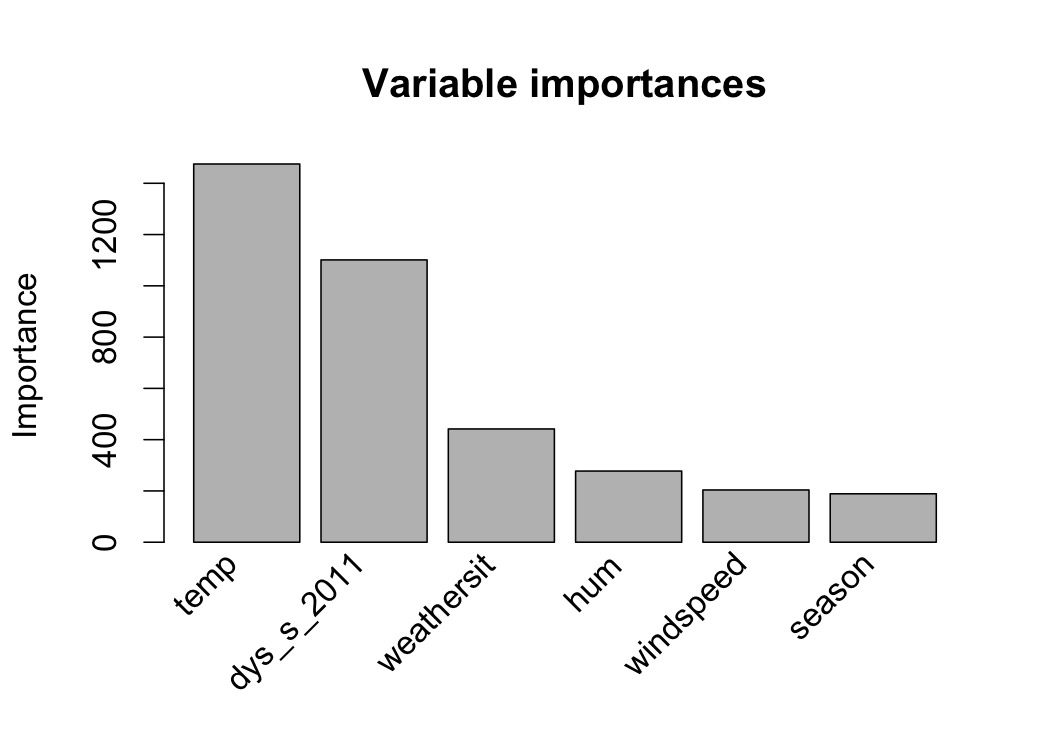 Variable importances
Importance
1200
800
400
0
temp
dys_s_2011
weathersit
hum
windspeed
season